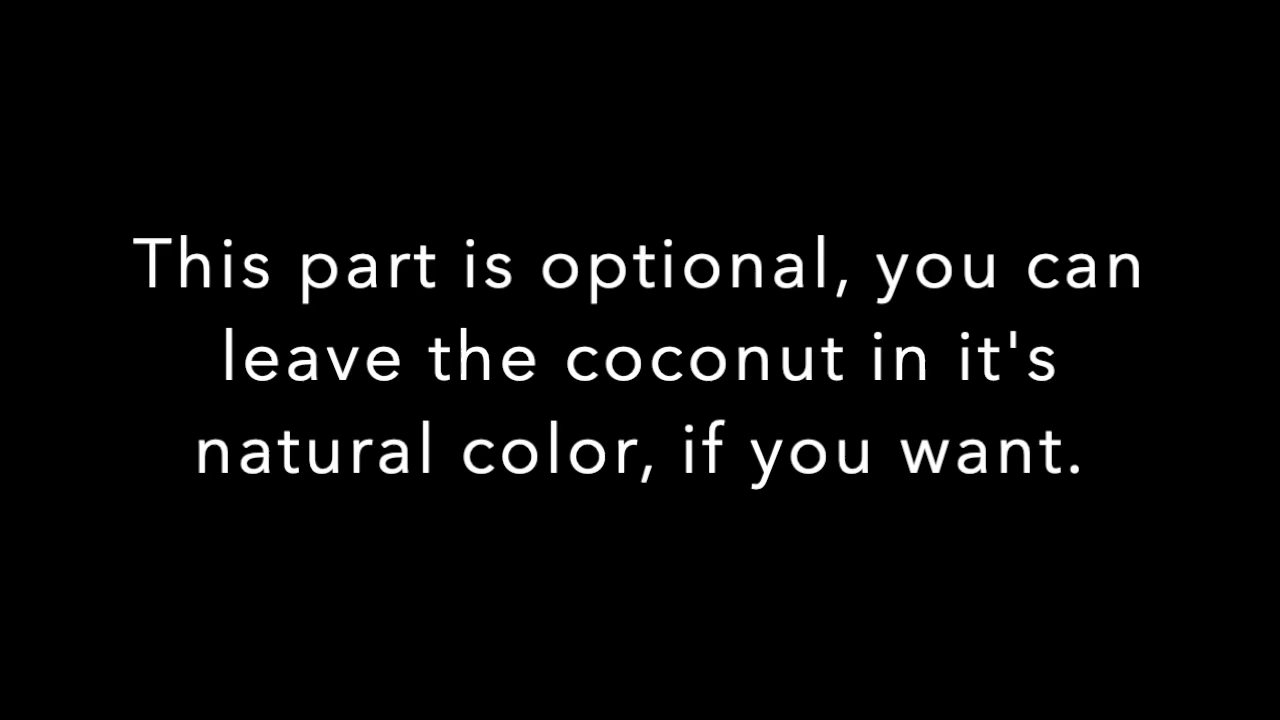 This part is optional, you can
leave the coconut in it's
natural color, if you want.